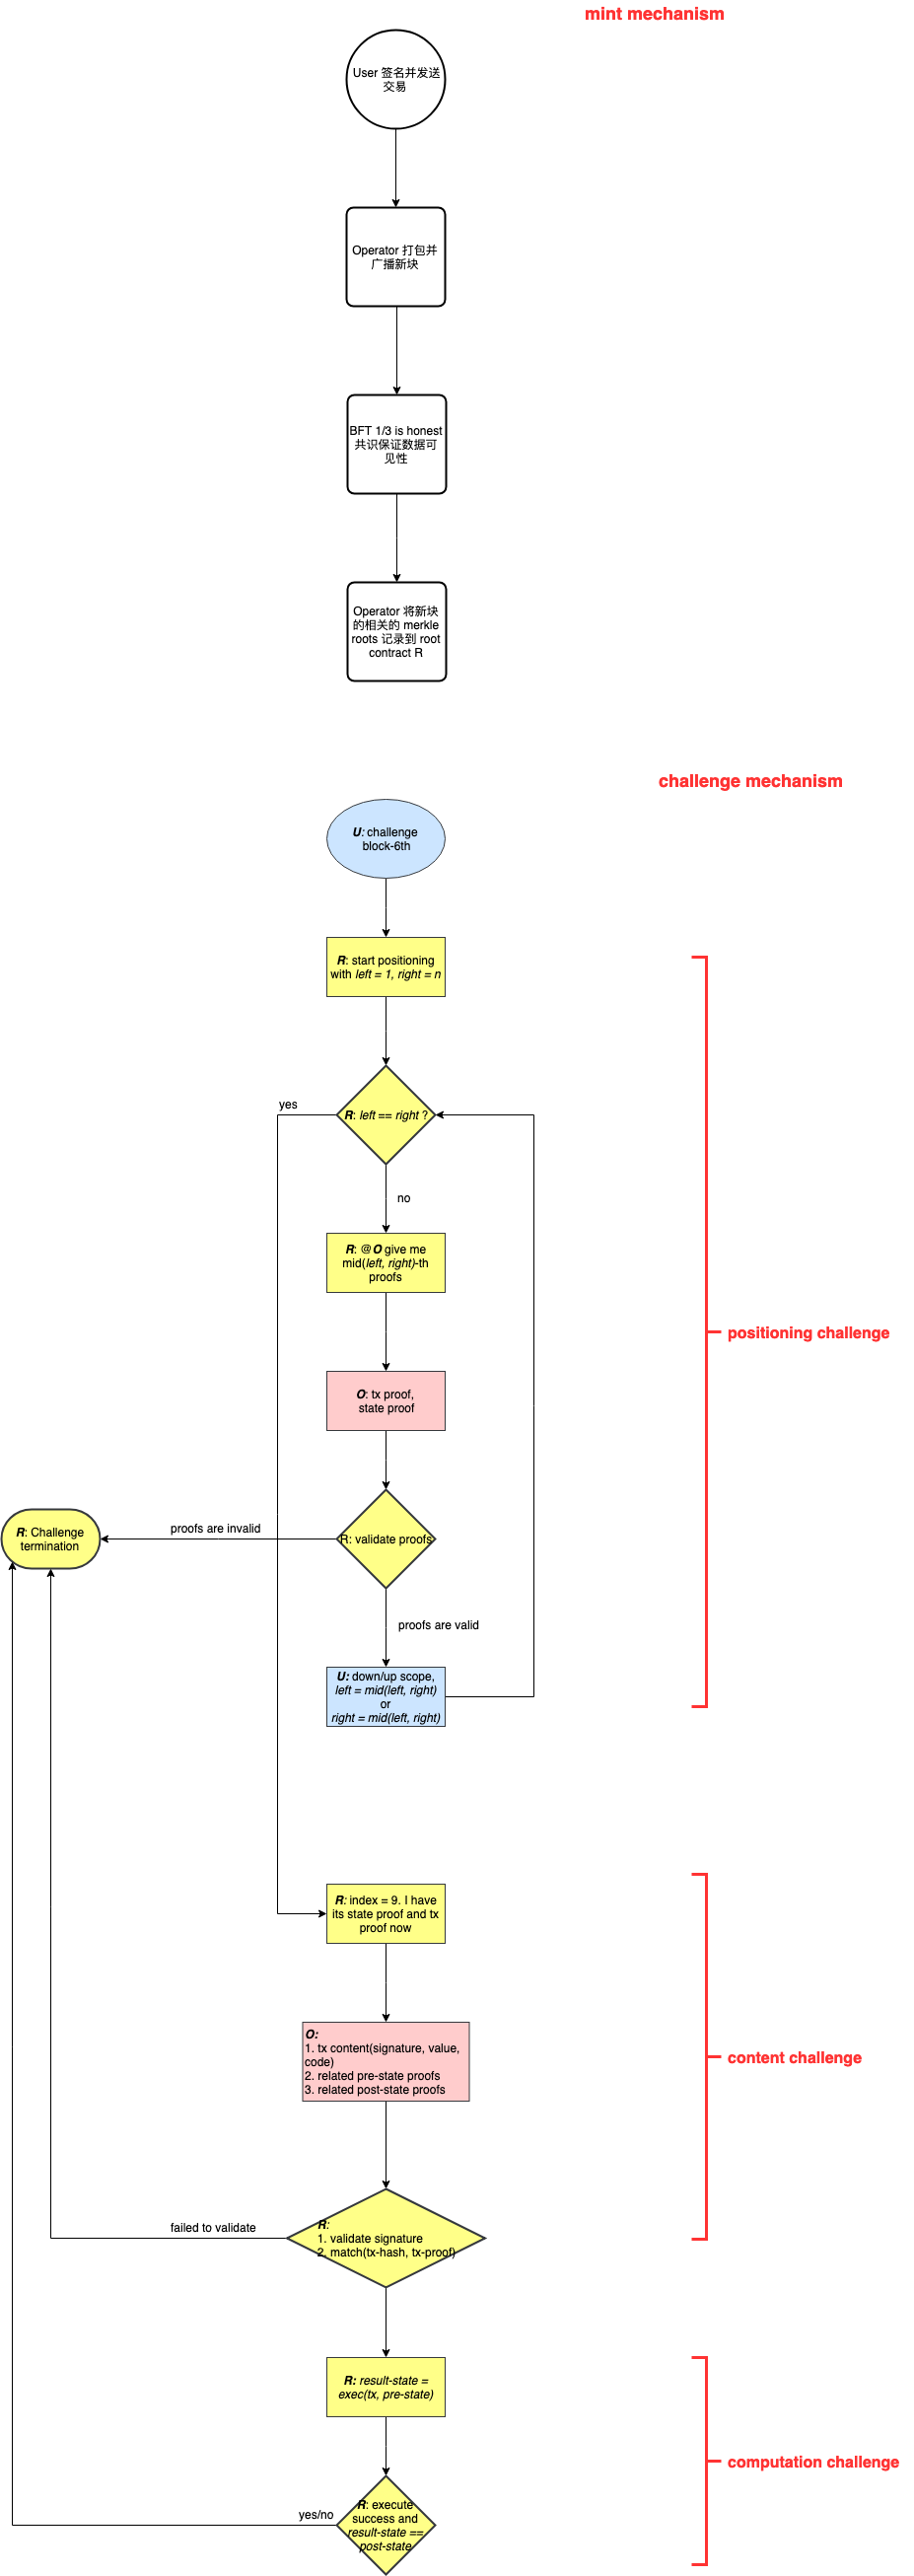 mint mechanism
User 签名并发送
交易
Operator 打包并
广播新块
BFT 1/3 is honest
共识保证数据可
见性
Operator 将新块
的相关的 merkle
roots 记录到 root
contract R
challenge mechanism
U: challenge
block-6th
R: start positioning
with left = 1, right = n
yes
R: left == right ?
no
R: @O give me
mid(left, right)-th
proofs
positioning challenge
O: tx proof,
state proof
R: Challenge
termination
proofs are invalid
R: validate proofs
proofs are valid
U: down/up scope,
left = mid(left, right)
or
right = mid(left, right)
R: index = 9. I have
its state proof and tx
proof now
O:
1. tx content(signature, value,
code)
2. related pre-state proofs
3. related post-state proofs
content challenge
failed to validate
R:
1. validate signature
2. match(tx-hash, tx-proof)
R: result-state =
exec(tx, pre-state)
computation challenge
yes/no
R: execute
success and
result-state ==
post-state